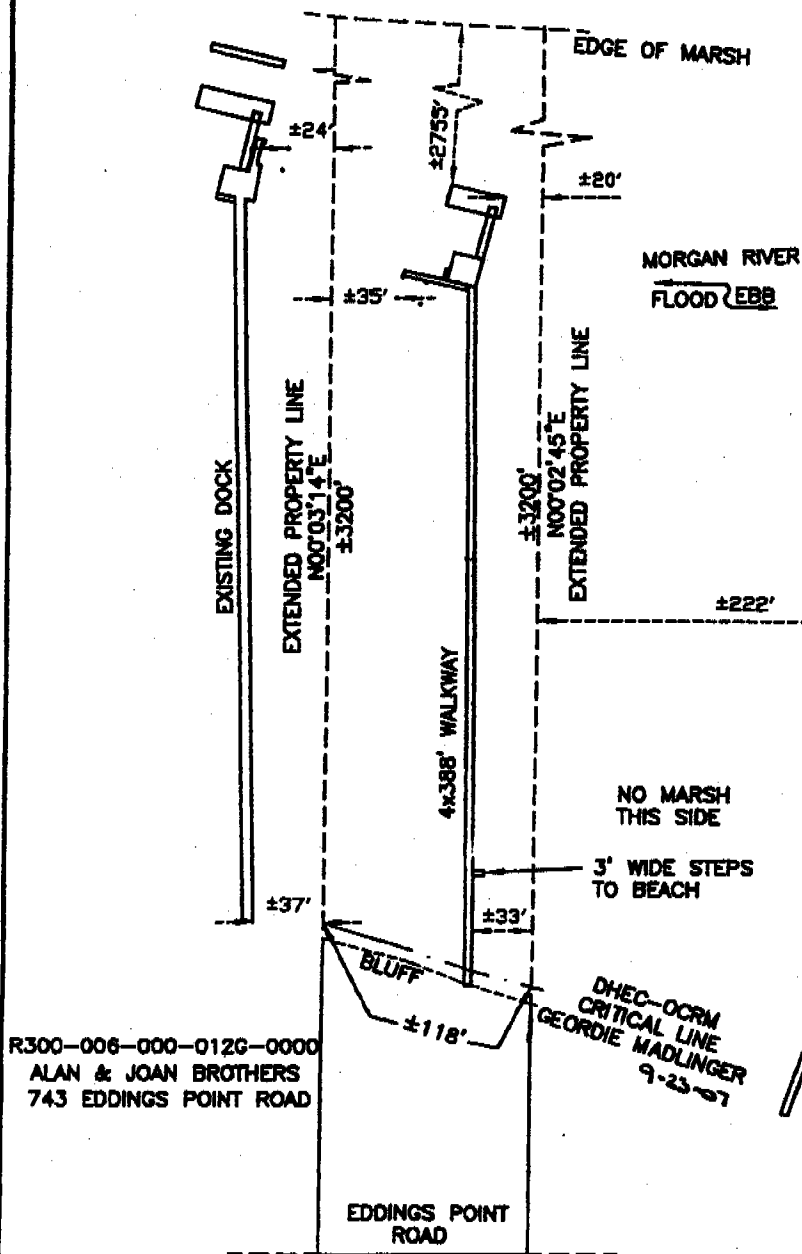 EDGE OF MARSH
±24'
±2755'
±20'
MORGAN RIVER
FLOOD EBB
±35'
EXISTING DOCK
EXTENDED PROPERTY LINE
N00°03'14"E
±3200'
±3200'
N00°02'45"E
EXTENDED PROPERTY LINE
±222'
4x388' WALKWAY
NO MARSH
THIS SIDE
3' WIDE STEPS
TO BEACH
±37'
±33'
BLUFF
±118'
DHEC-OCRM
CRITICAL LINE
GEORDIE MADLINGER
9-23-07
R300-006-000-012G-0000
ALAN & JOAN BROTHERS
743 EDDINGS POINT ROAD
EDDINGS POINT
ROAD